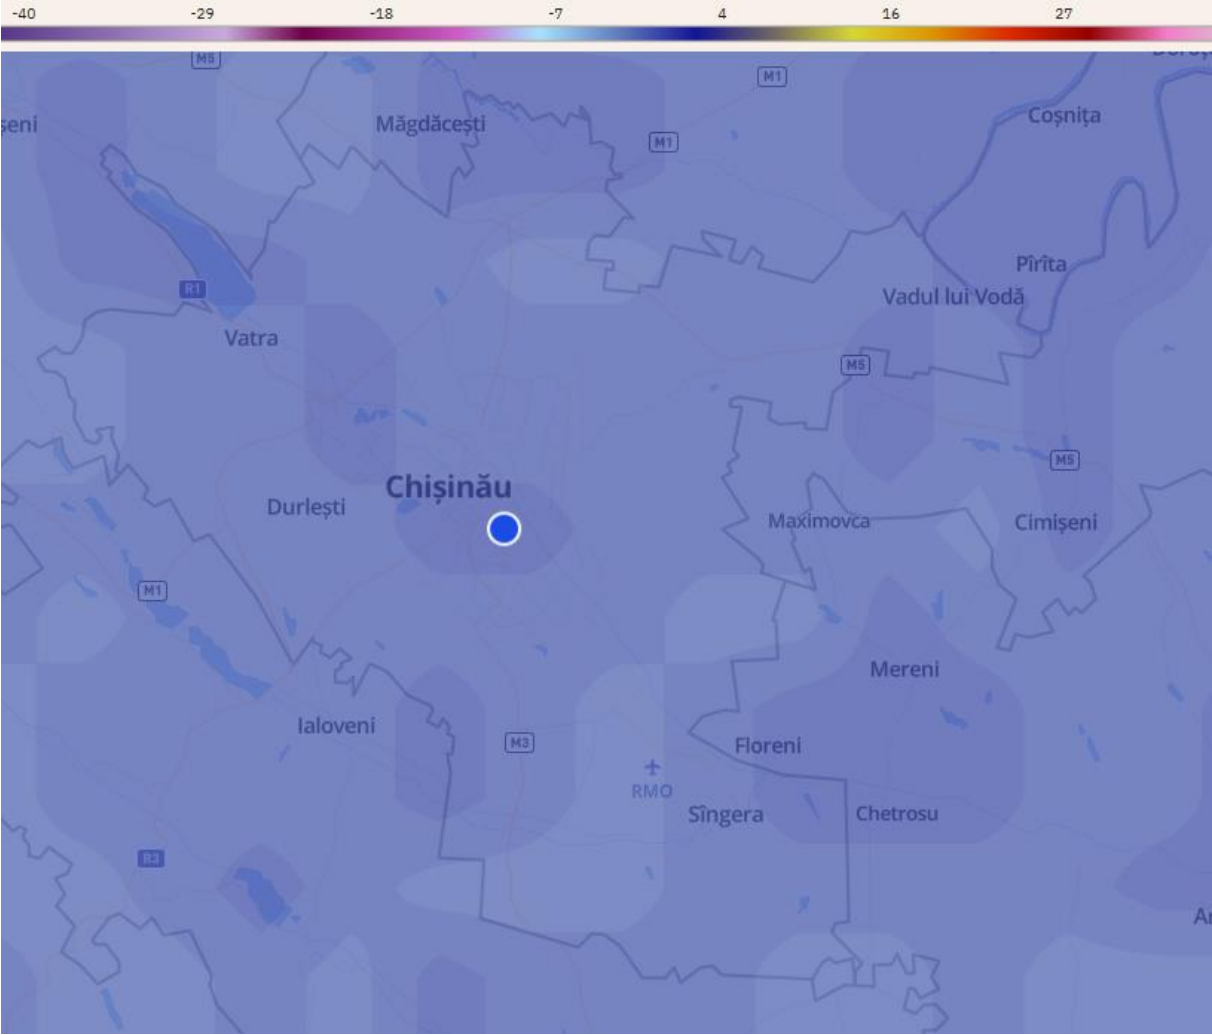 -40 -29 -18 -7 4 16 27
M5
M1
Coșnița
șeni
Măgdăcești
M1
Pîrîta
R1
Vadul lui Vodă
Vatra
M5
M5
Chișinău
Durlești
Maximovca
Cimișeni
M1
Mereni
Ialoveni
M3
Floreni
RMO
Sîngera
Chetrosu
R3